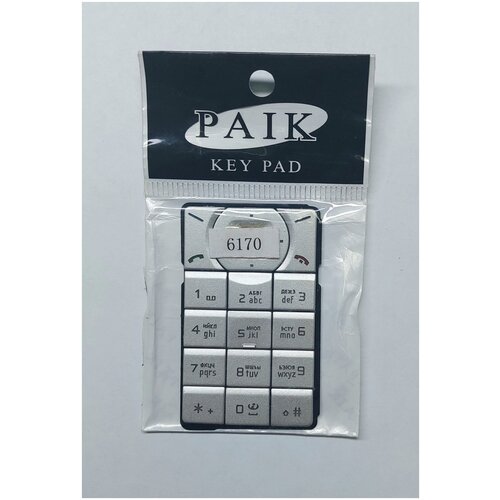 PAIK
KEY PAD
6170
1 2 АБВГ abc ДЕЖЗ def 3
4 ИЙКЛ ghi 5 МНОП jkl РСТУ mno 6
7 ФХЦЧ pqrs 8 ШЩЪЫ tuv ЬЭЮЯ wxyz 9
* + 0 #